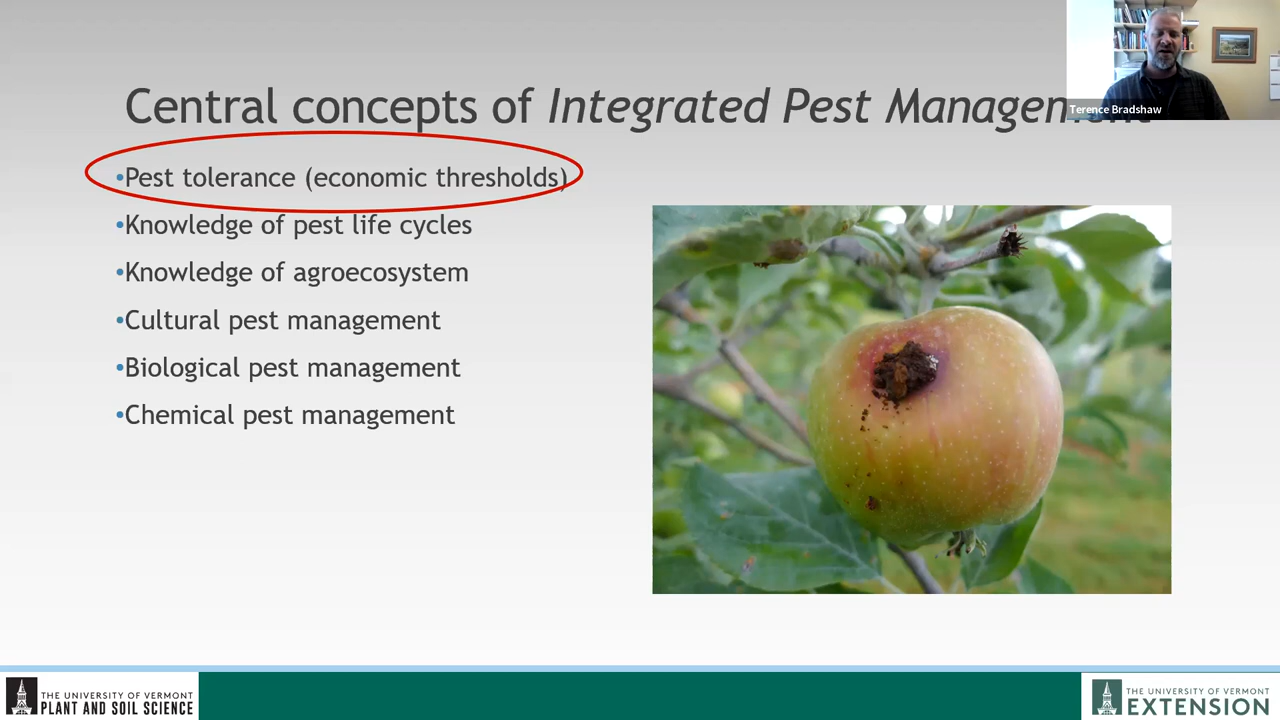 Central concepts of Integrated Pest Management
Terence Bradshaw
•Pest tolerance (economic thresholds)
•Knowledge of pest life cycles
•Knowledge of agroecosystem
•Cultural pest management
•Biological pest management
•Chemical pest management
THE UNIVERSITY OF VERMONT
PLANT AND SOIL SCIENCE
THE UNIVERSITY OF VERMONT
EXTENSION